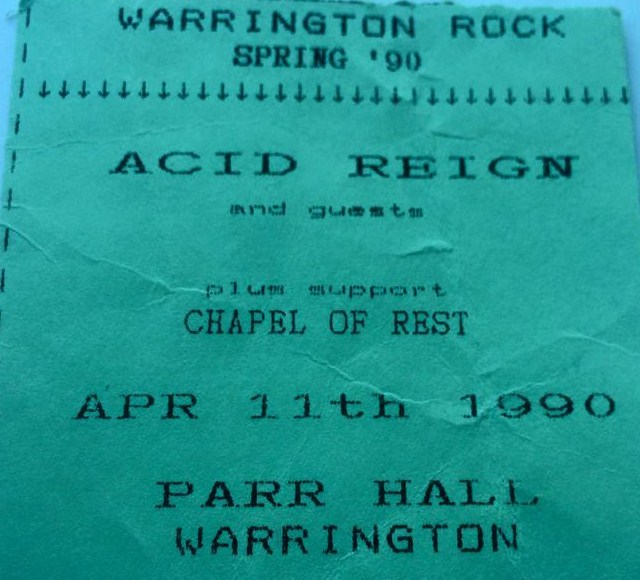 WARRINGTON ROCK
SPRING '90
↓↓↓↓↓↓↓↓↓↓↓↓↓↓↓↓↓↓↓↓↓↓↓↓↓↓↓↓↓↓↓↓↓↓
ACID REIGN
and guests
plus support
CHAPEL OF REST
APR 11th 1990
PARR HALL
WARRINGTON